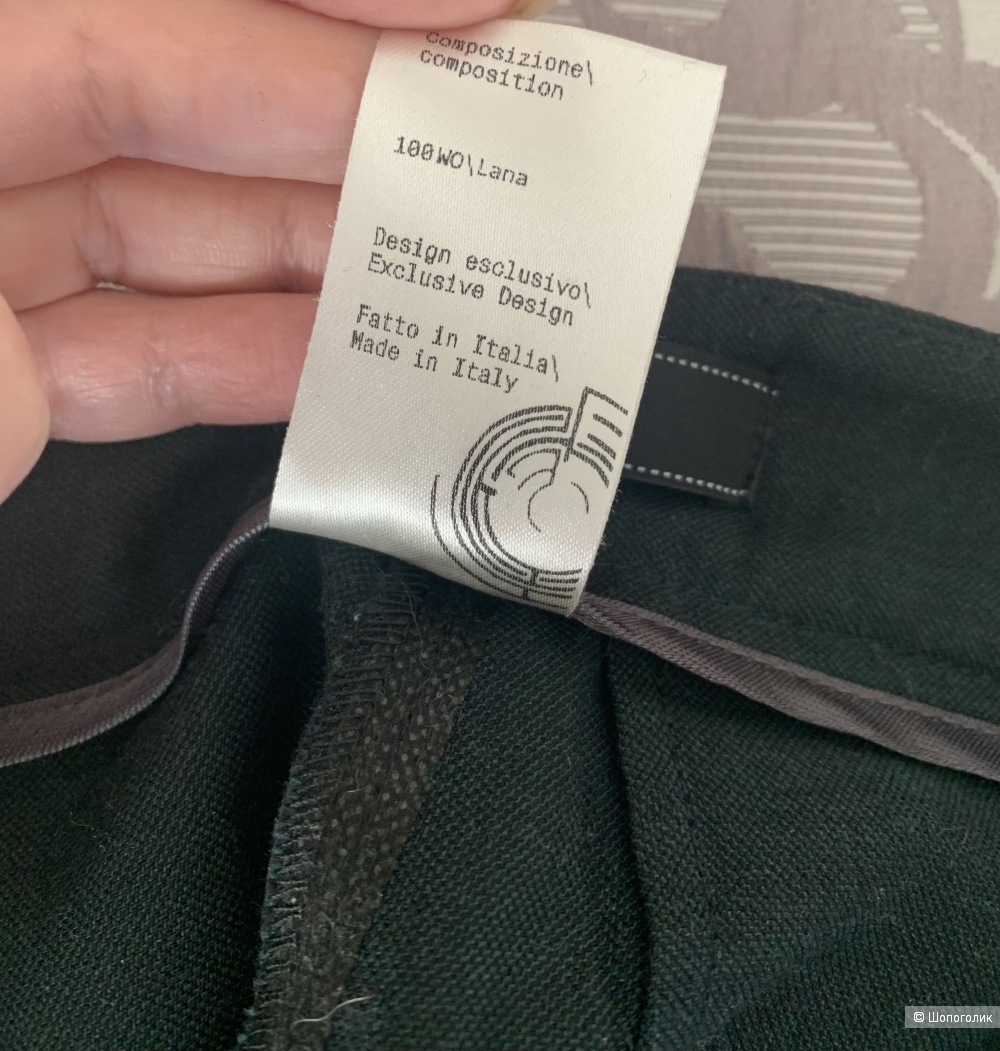 composizione\
composition
100WO\Lana
Design esclusivo\
Exclusive Design
Fatto in Italia\
Made in Italy
© Шопоголик